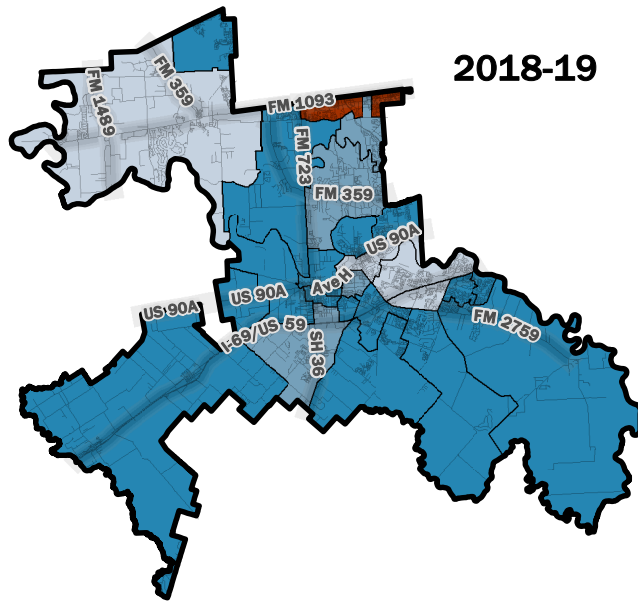 2018-19
FM 1489
FM 359
FM 1093
FM 723
FM 359
US 90A
Ave H
US 90A
US 90A
I-69/US 59
SH 36
FM 2759